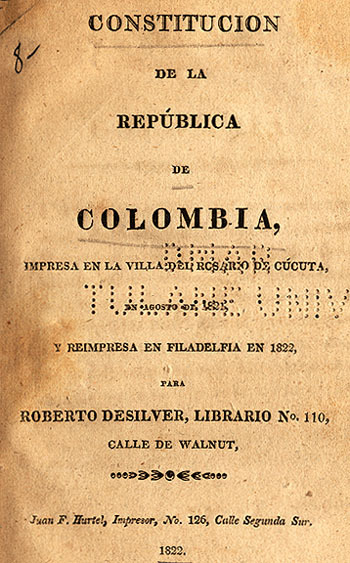 8-
CONSTITUCION
DE LA
REPÚBLICA
DE
COLOMBIA,
IMPRESA EN LA VILLA DEL ROSARIO DE CÚCUTA,
EN AGOSTO DE 1821,
TULANE UNIV
Y REIMPRESA EN FILADELFIA EN 1822,
PARA
ROBERTO DESILVER, LIBRARIO No. 110,
CALLE DE WALNUT,
Juan F. Hurtel, Impresor, No. 126, Calle Segunda Sur.
1822.